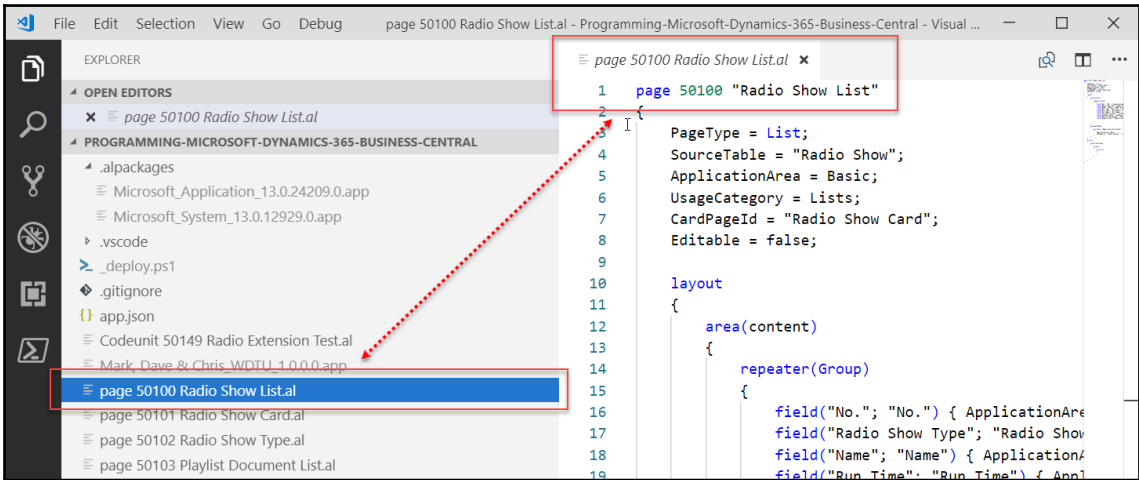 File Edit Selection View Go Debug page 50100 Radio Show List.al - Programming-Microsoft-Dynamics-365-Business-Central - Visual ...
EXPLORER
OPEN EDITORS
page 50100 Radio Show List.al
PROGRAMMING-MICROSOFT-DYNAMICS-365-BUSINESS-CENTRAL
.alpackages
Microsoft_Application_13.0.24209.0.app
Microsoft_System_13.0.12929.0.app
.vscode
_deploy.ps1
.gitignore
{} app.json
Codeunit 50149 Radio Extension Test.al
Mark, Dave & Chris_WDTU_1.0.0.0.app
page 50100 Radio Show List.al
page 50101 Radio Show Card.al
page 50102 Radio Show Type.al
page 50103 Playlist Document List.al
page 50100 Radio Show List.al
1 page 50100 "Radio Show List"
2 {
3 PageType = List;
4 SourceTable = "Radio Show";
5 ApplicationArea = Basic;
6 UsageCategory = Lists;
7 CardPageId = "Radio Show Card";
8 Editable = false;
9
10 layout
11 {
12 area(content)
13 {
14 repeater(Group)
15 {
16 field("No."; "No.") { ApplicationAre
17 field("Radio Show Type"; "Radio Show
18 field("Name"; "Name") { ApplicationA
19 field("Run Time"; "Run Time") { Appl